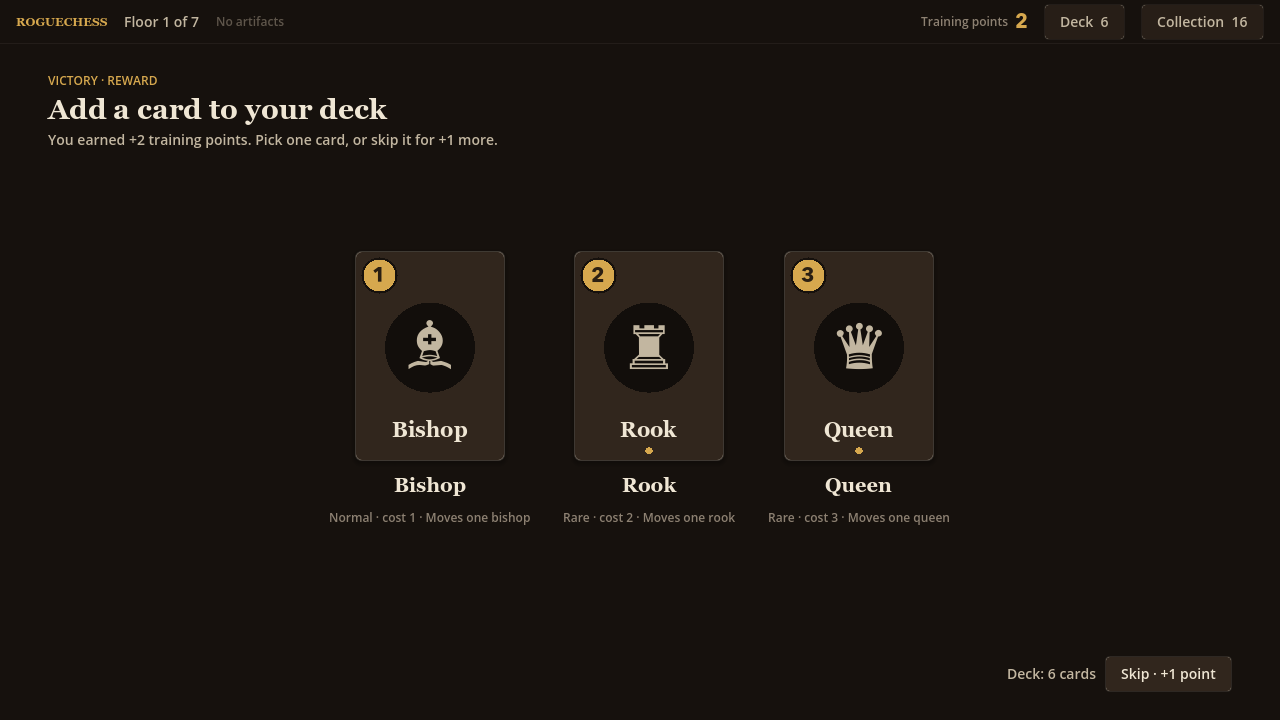 ROGUECHESS Floor 1 of 7 No artifacts Training points 2 Deck 6 Collection 16
VICTORY · REWARD
Add a card to your deck
You earned +2 training points. Pick one card, or skip it for +1 more.
1 2 3
Bishop Rook Queen
Bishop Rook Queen
Normal · cost 1 · Moves one bishop Rare · cost 2 · Moves one rook Rare · cost 3 · Moves one queen
Deck: 6 cards Skip · +1 point